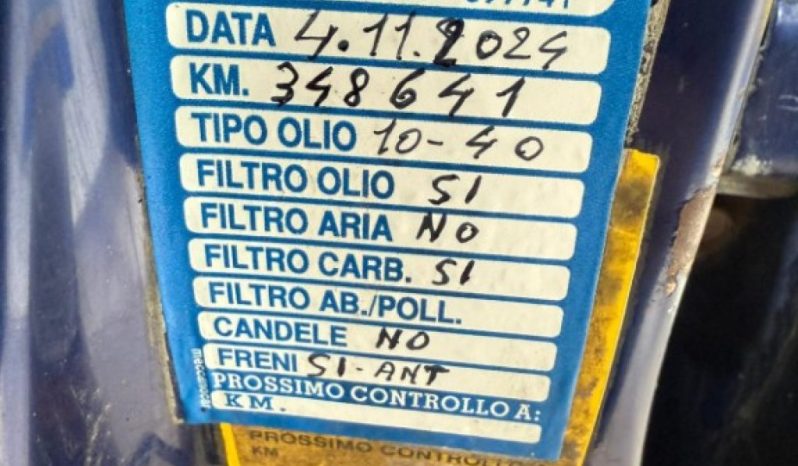 DATA 4.11.2024
KM. 348641
TIPO OLIO 10-40
FILTRO OLIO SI
FILTRO ARIA NO
FILTRO CARB. SI
FILTRO AB./POLL.
CANDELE NO
FRENI SI-ANT
PROSSIMO CONTROLLO A:
KM.
PROSSIMO CONTROLLO
KM